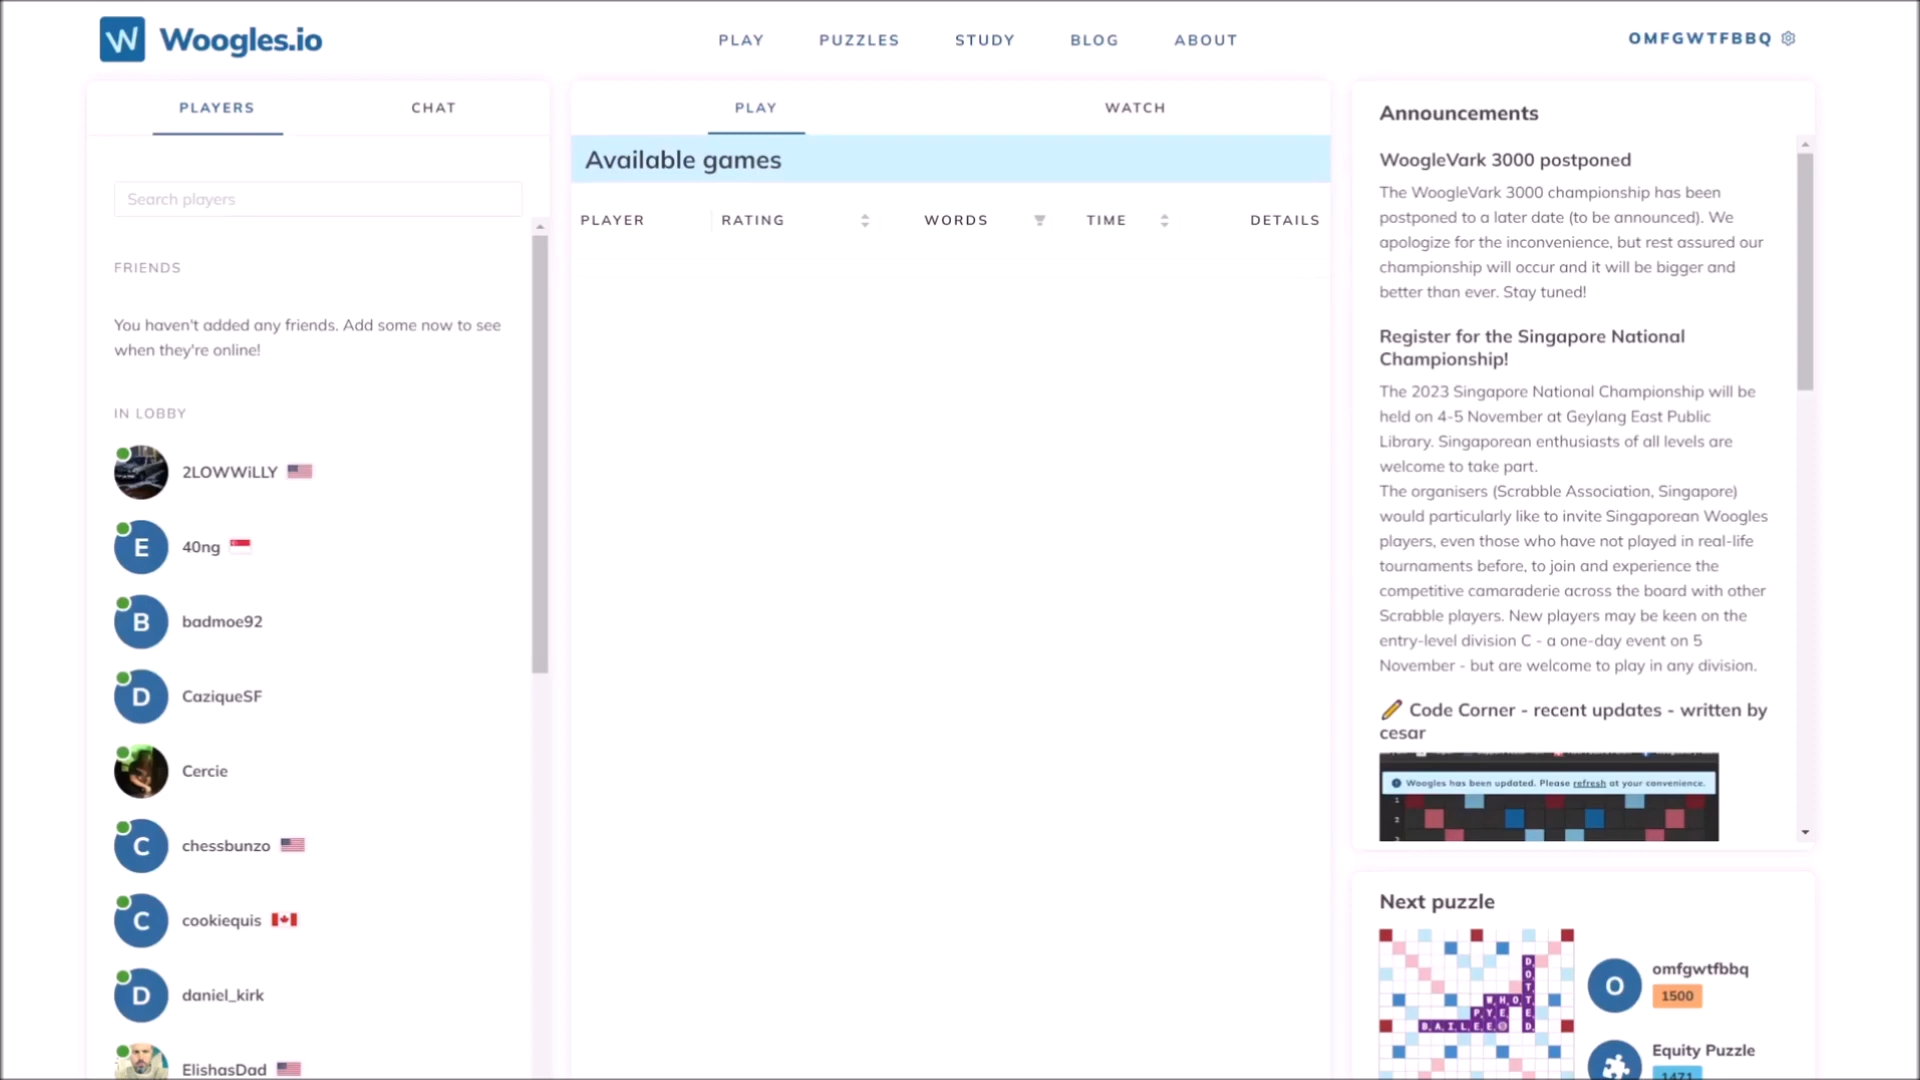 W Woogles.io
PLAY PUZZLES STUDY BLOG ABOUT
OMFGWTFBBQ
PLAYERS CHAT
Search players
FRIENDS
You haven't added any friends. Add some now to see
when they're online!
IN LOBBY
2LOWWiLLY
E 40ng
B badmoe92
D CaziqueSF
Cercie
C chessbunzo
C cookiequis
D daniel_kirk
ElishasDad
PLAY WATCH
Available games
PLAYER RATING WORDS TIME DETAILS
Announcements
WoogleVark 3000 postponed
The WoogleVark 3000 championship has been
postponed to a later date (to be announced). We
apologize for the inconvenience, but rest assured our
championship will occur and it will be bigger and
better than ever. Stay tuned!
Register for the Singapore National
Championship!
The 2023 Singapore National Championship will be
held on 4-5 November at Geylang East Public
Library. Singaporean enthusiasts of all levels are
welcome to take part.
The organisers (Scrabble Association, Singapore)
would particularly like to invite Singaporean Woogles
players, even those who have not played in real-life
tournaments before, to join and experience the
competitive camaraderie across the board with other
Scrabble players. New players may be keen on the
entry-level division C - a one-day event on 5
November - but are welcome to play in any division.
Code Corner - recent updates - written by
cesar
Woogles has been updated. Please refresh at your convenience.
1
2
Next puzzle
DOTTED
WHO
PYE
BAILEES
O omfgwtfbbq
1500
Equity Puzzle
1471